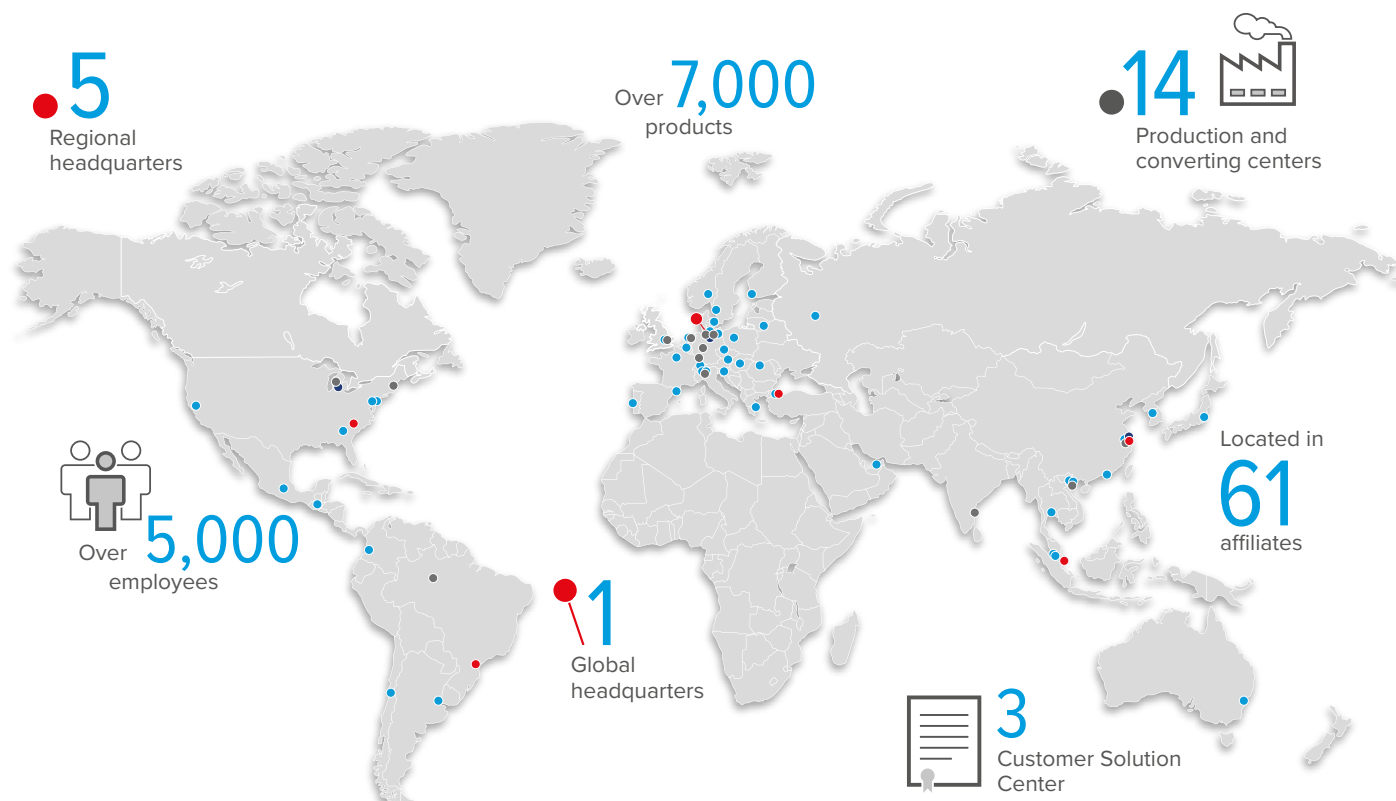 5
Regional
headquarters
Over 7,000
products
14
Production and
converting centers
Located in
61
affiliates
Over 5,000
employees
1
Global
headquarters
3
Customer Solution
Center